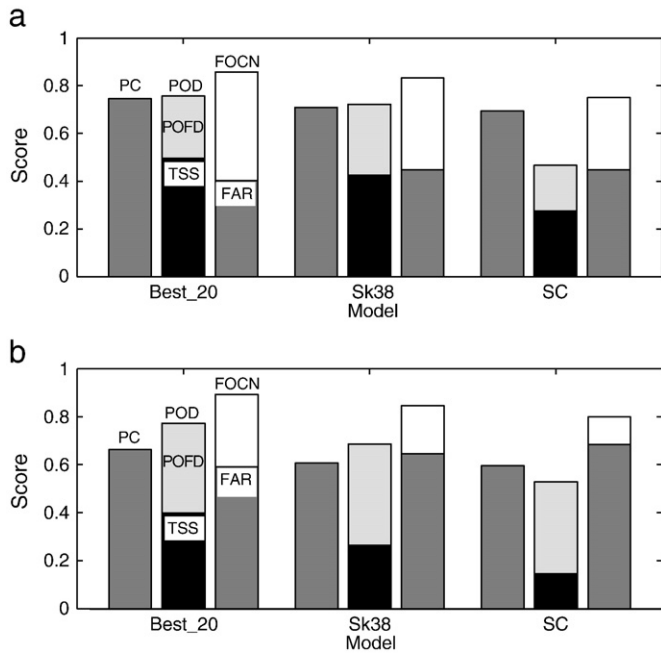 a
1
0.8
0.6
0.4
0.2
0
Score
PC
POD
FOCN
POFD
TSS
FAR
Best_20
Sk38
SC
Model
b
1
0.8
0.6
0.4
0.2
0
Score
PC
POD
FOCN
POFD
TSS
FAR
Best_20
Sk38
SC
Model